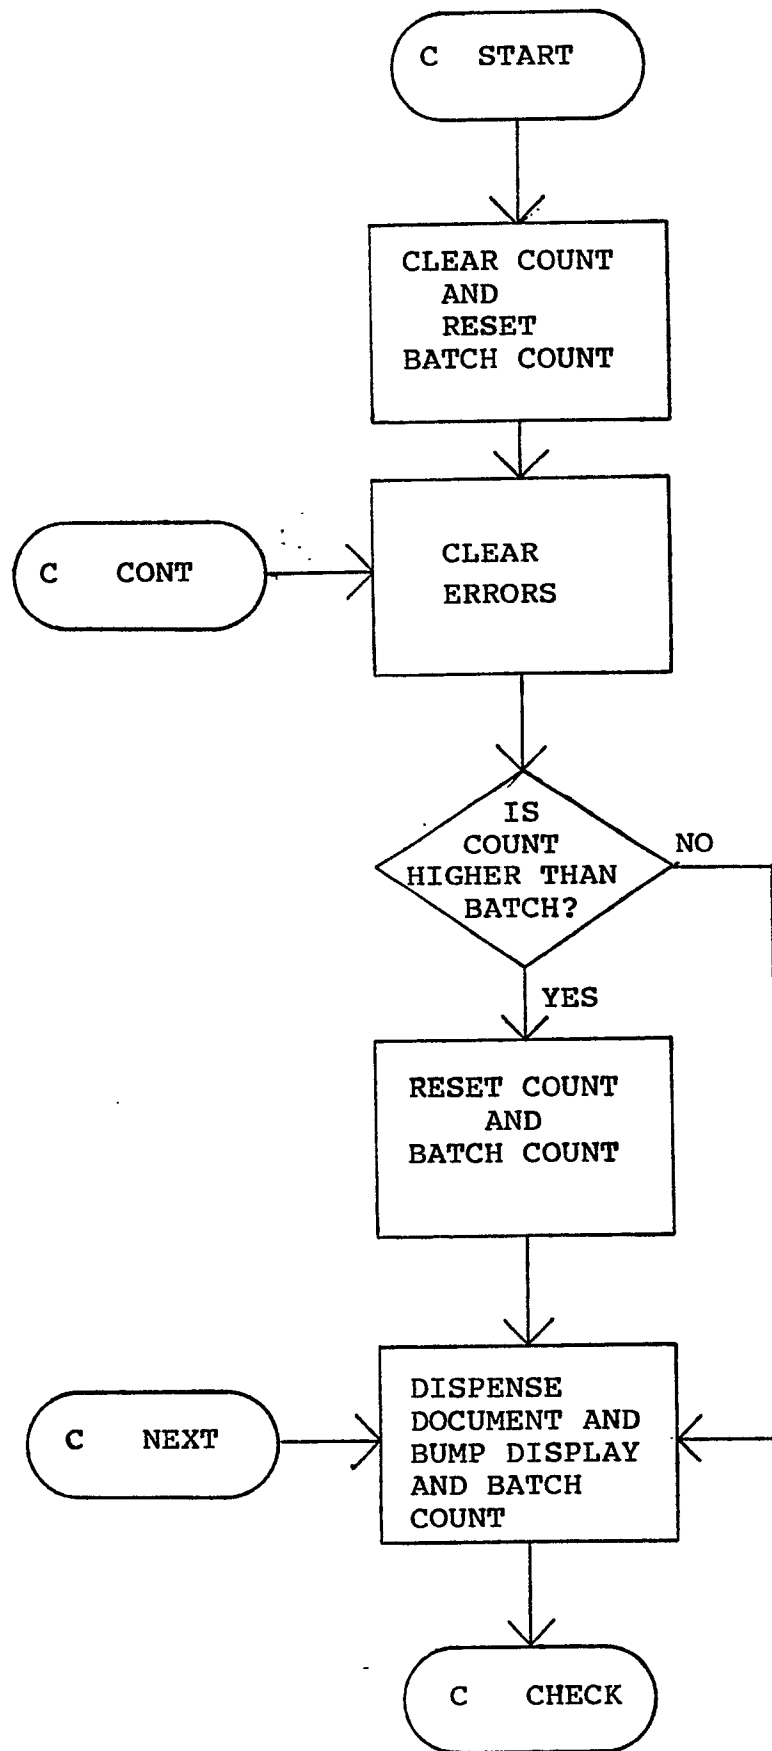 C START
CLEAR COUNT
AND
RESET
BATCH COUNT
C CONT
CLEAR
ERRORS
IS
COUNT
HIGHER THAN
BATCH?
NO
YES
RESET COUNT
AND
BATCH COUNT
C NEXT
DISPENSE
DOCUMENT AND
BUMP DISPLAY
AND BATCH
COUNT
C CHECK